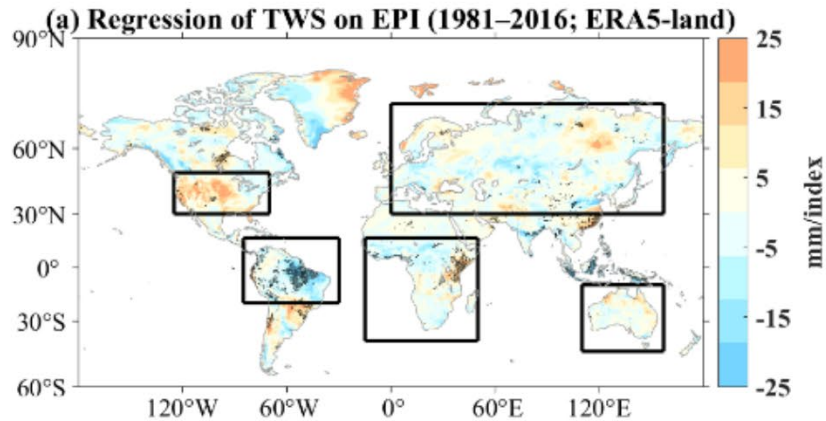 (a) Regression of TWS on EPI (1981–2016; ERA5-land)
90°N
60°N
30°N
0°
30°S
60°S
120°W 60°W 0° 60°E 120°E
25
15
5
-5
-15
-25
mm/index